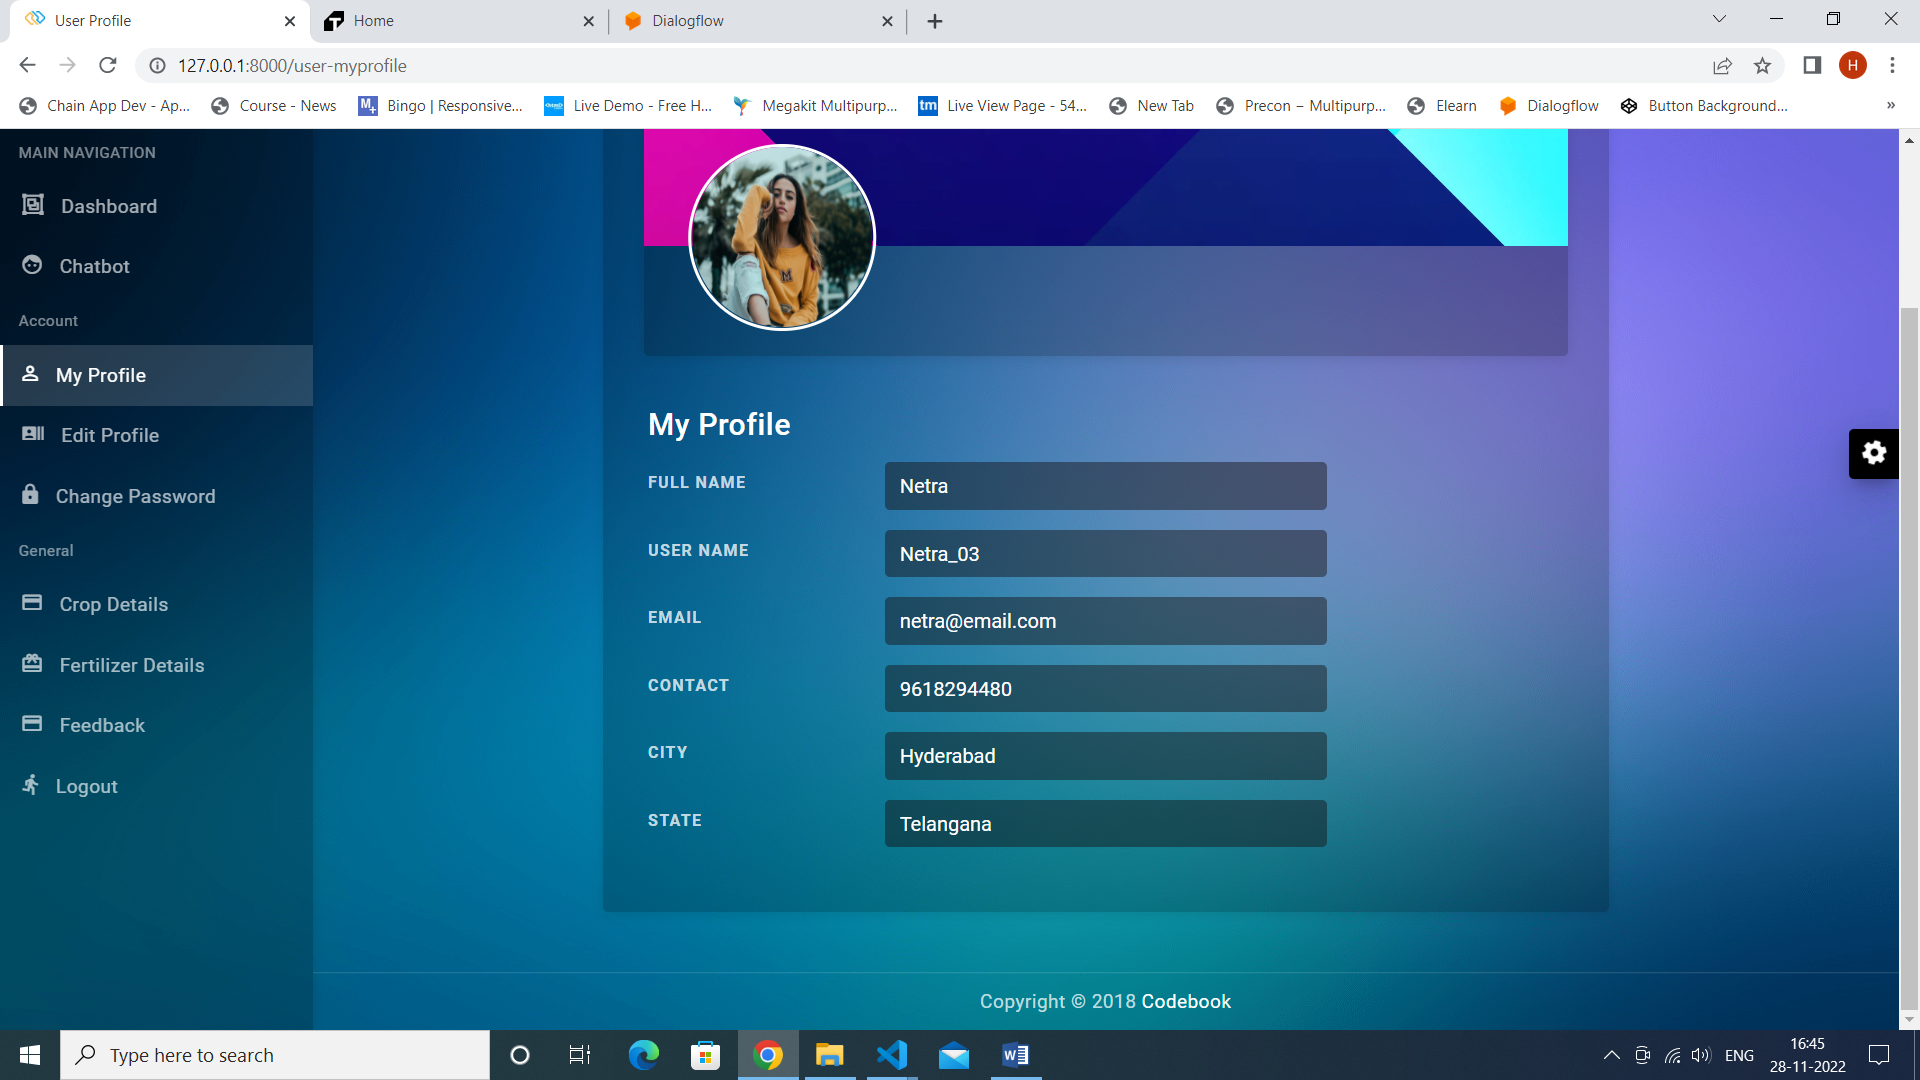 User Profile
Home
Dialogflow
127.0.0.1:8000/user-myprofile
H
Chain App Dev - Ap...
Course - News
Bingo | Responsive...
Live Demo - Free H...
Megakit Multipurp...
tm Live View Page - 54...
New Tab
Precon – Multipurp...
Elearn
Dialogflow
Button Background...
»
MAIN NAVIGATION
Dashboard
Chatbot
Account
My Profile
Edit Profile
Change Password
General
Crop Details
Fertilizer Details
Feedback
Logout
M
My Profile
FULL NAME
Netra
USER NAME
Netra_03
EMAIL
netra@email.com
CONTACT
9618294480
CITY
Hyderabad
STATE
Telangana
Copyright © 2018 Codebook
Type here to search
ENG
16:45
28-11-2022